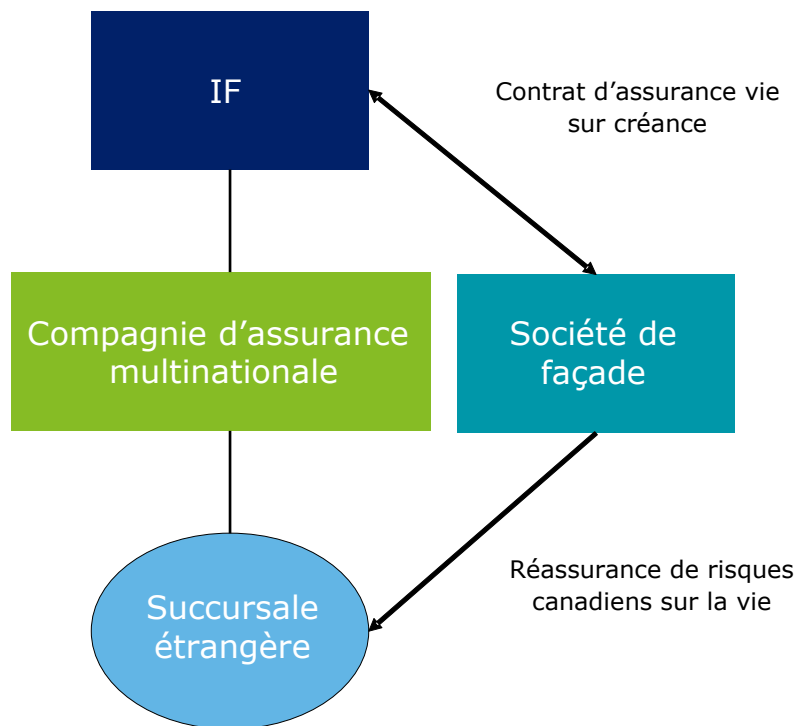 IF
Contrat d’assurance vie
sur créance
Compagnie d’assurance
multinationale
Société de
façade
Succursale
étrangère
Réassurance de risques
canadiens sur la vie